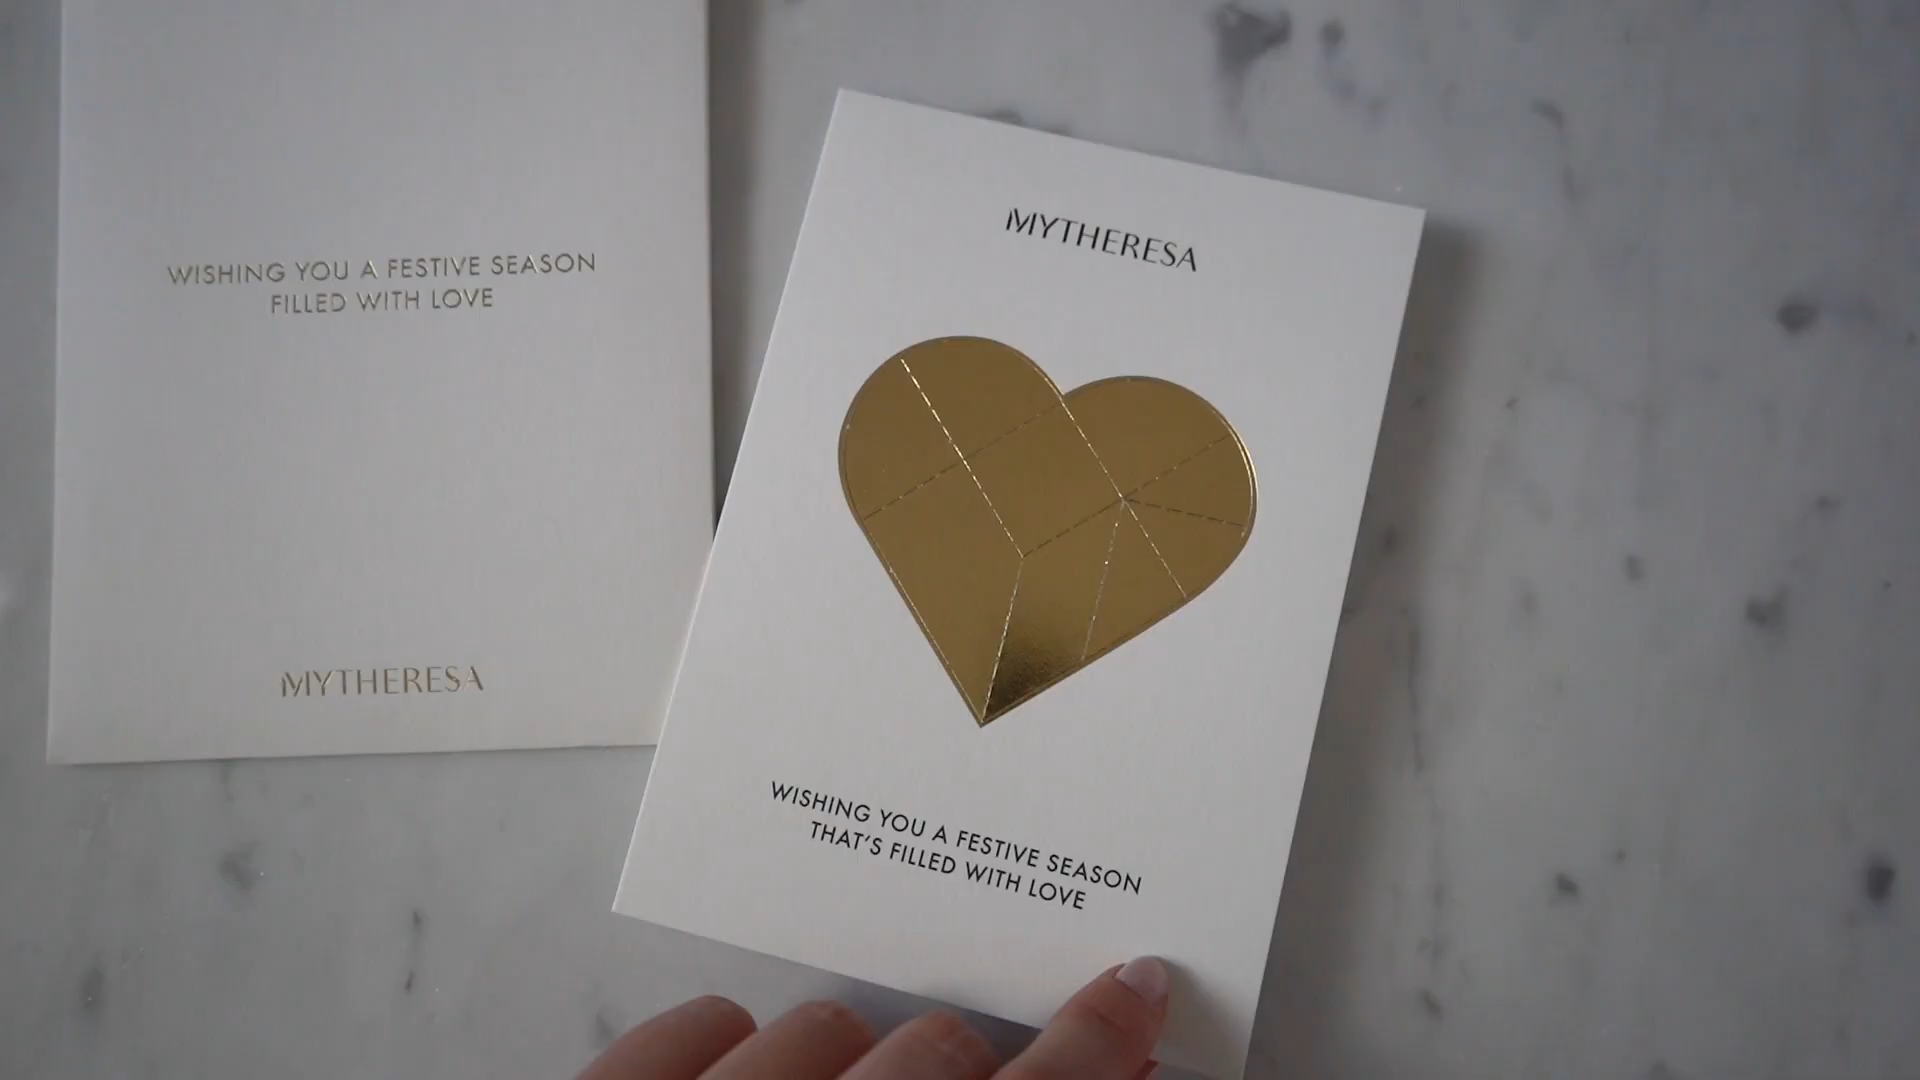 WISHING YOU A FESTIVE SEASON
FILLED WITH LOVE
MYTHERESA
MYTHERESA
WISHING YOU A FESTIVE SEASON
THAT'S FILLED WITH LOVE